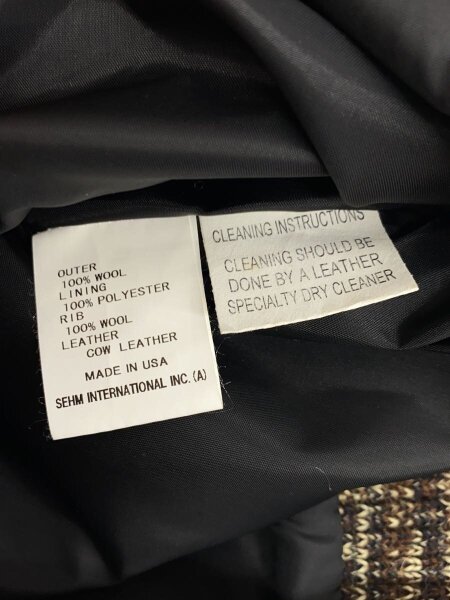 OUTER
100% WOOL
LINING
100% POLYESTER
RIB
100% WOOL
LEATHER
COW LEATHER
MADE IN USA
SEHM INTERNATIONAL INC. (A)
CLEANING INSTRUCTIONS
CLEANING SHOULD BE
DONE BY A LEATHER
SPECIALTY DRY CLEANER